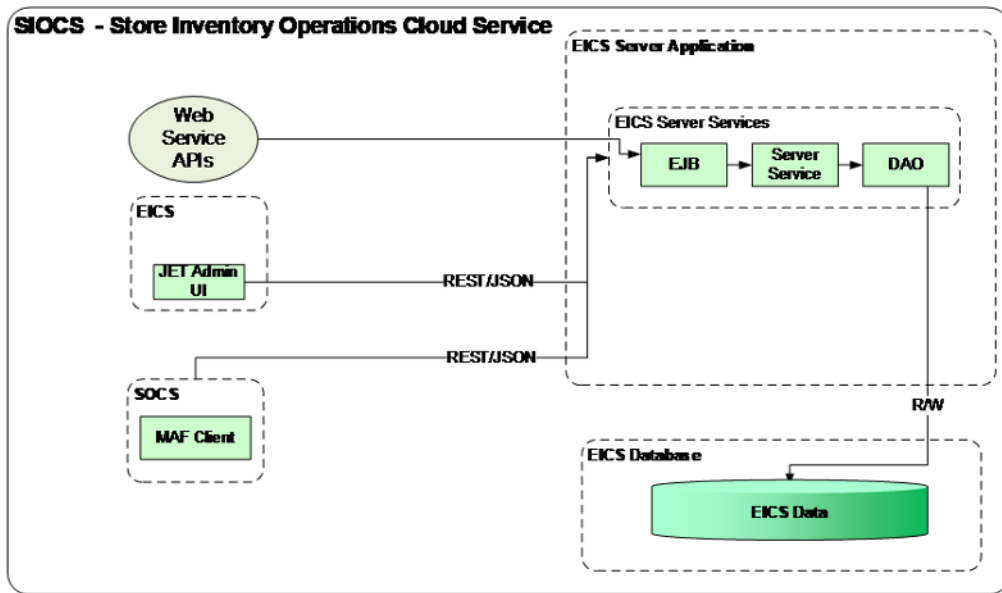 SIOCS - Store Inventory Operations Cloud Service
EICS Server Application
Web
Service
APIs
EICS Server Services
EJB
Server
Service
DAO
EICS
JET Admin
UI
REST/JSON
REST/JSON
SOCS
MAF Client
R/W
EICS Database
EICS Data